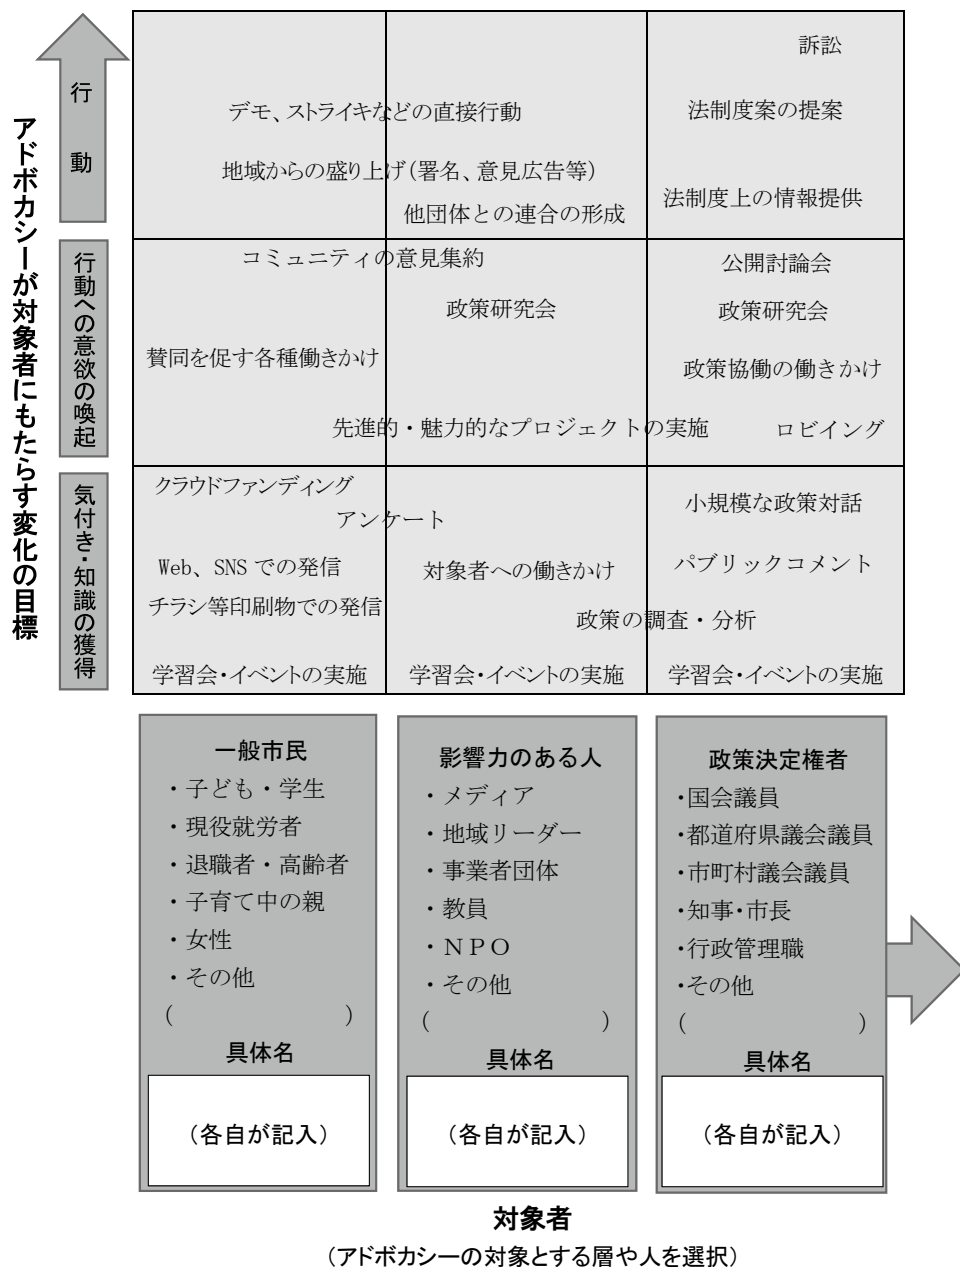 アドボカシーが対象者にもたらす変化の目標
行動
訴訟
デモ、ストライキなどの直接行動
法制度案の提案
地域からの盛り上げ(署名、意見広告等)
法制度上の情報提供
他団体との連合の形成
行動への意欲の喚起
コミュニティの意見集約
公開討論会
政策研究会
政策研究会
賛同を促す各種働きかけ
政策協働の働きかけ
先進的・魅力的なプロジェクトの実施
ロビイング
気付き・知識の獲得
クラウドファンディング
小規模な政策対話
アンケート
Web、SNSでの発信
対象者への働きかけ
パブリックコメント
チラシ等印刷物での発信
政策の調査・分析
学習会・イベントの実施
学習会・イベントの実施
学習会・イベントの実施
一般市民
・子ども・学生
・現役就労者
・退職者・高齢者
・子育て中の親
・女性
・その他
(　　　　　　　)
具体名
(各自が記入)
影響力のある人
・メディア
・地域リーダー
・事業者団体
・教員
・ＮＰＯ
・その他
(　　　　　　　)
具体名
(各自が記入)
政策決定権者
・国会議員
・都道府県議会議員
・市町村議会議員
・知事・市長
・行政管理職
・その他
(　　　　　　　)
具体名
(各自が記入)
対象者
(アドボカシーの対象とする層や人を選択)